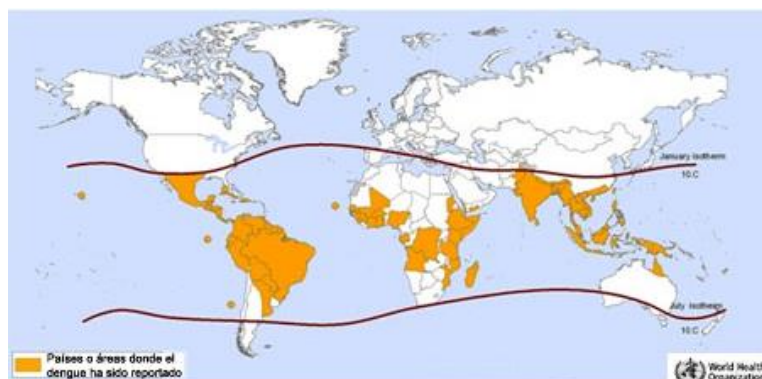 January Isotherm
10.C
July Isotherm
10.C
Países o áreas donde el
dengue ha sido reportado
World Health
Organization